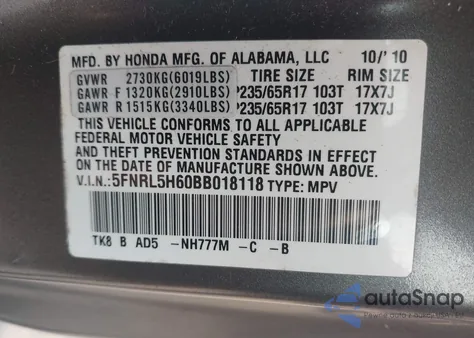 MFD. BY HONDA MFG. OF ALABAMA, LLC 10/'10
GVWR 2730KG(6019LBS) TIRE SIZE RIM SIZE
GAWR F 1320KG(2910LBS) P235/65R17 103T 17X7J
GAWR R 1515KG(3340LBS) P235/65R17 103T 17X7J
THIS VEHICLE CONFORMS TO ALL APPLICABLE
FEDERAL MOTOR VEHICLE SAFETY
AND THEFT PREVENTION STANDARDS IN EFFECT ON
THE DATE OF MANUFACTURE SHOWN ABOVE.
V.I.N.:5FNRL5H60BB018118 TYPE: MPV
TK8 B AD5 -NH777M -C -B
autoSnap